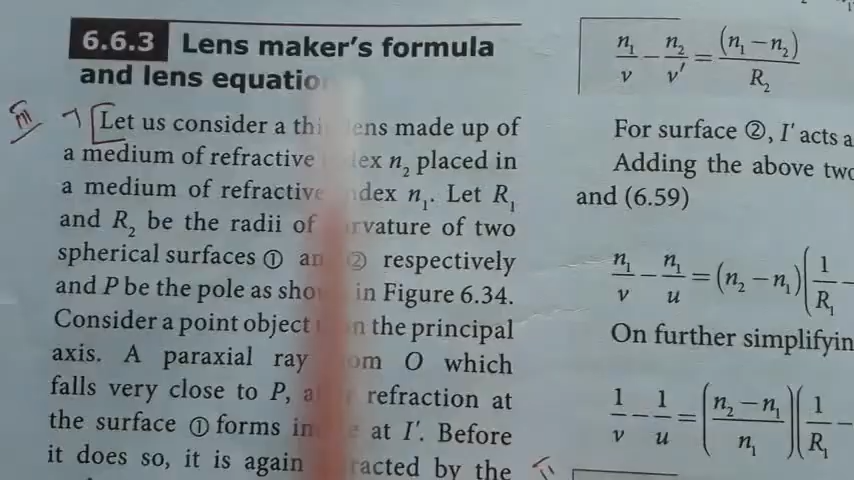 6.6.3 Lens maker's formula
and lens equatio
Let us consider a thi ens made up of
a medium of refractive dex n₂ placed in
a medium of refractive ndex n₁. Let R₁
and R₂ be the radii of rvature of two
spherical surfaces ① an ② respectively
and P be the pole as sho in Figure 6.34.
Consider a point object on the principal
axis. A paraxial ray om O which
falls very close to P, a refraction at
the surface ① forms im e at I′. Before
it does so, it is again racted by the
n₁/v − n₂/v′ = (n₁−n₂)/R₂
For surface ②, I′ acts a
Adding the above two
and (6.59)
n₁/v − n₁/u = (n₂−n₁)(1/R₁ −
On further simplifyin
1/v − 1/u = ((n₂−n₁)/n₁)(1/R₁ −